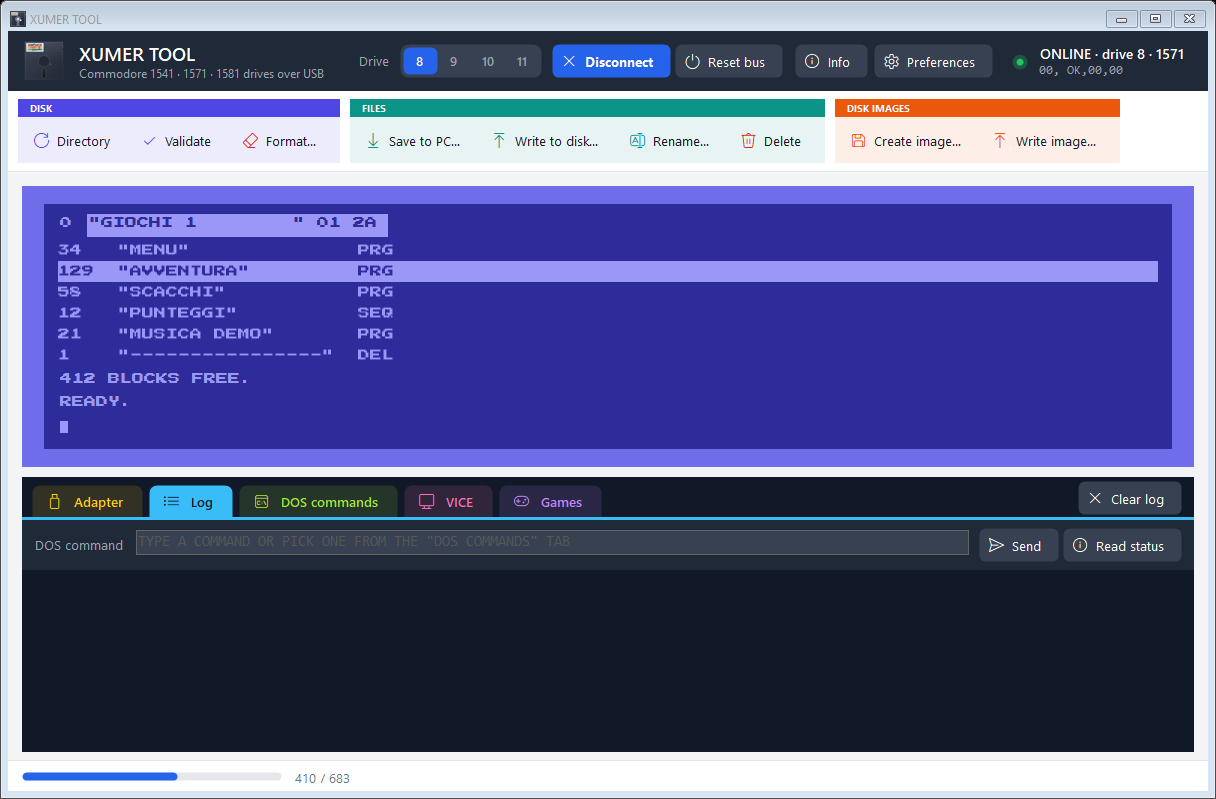 XUMER TOOL
XUMER TOOL
Commodore 1541 · 1571 · 1581 drives over USB
Drive
8 9 10 11
Disconnect
Reset bus
Info
Preferences
ONLINE · drive 8 · 1571
00, OK,00,00
DISK
Directory
Validate
Format...
FILES
Save to PC...
Write to disk...
Rename...
Delete
DISK IMAGES
Create image...
Write image...
0 "GIOCHI 1        " 01 2A
34 "MENU" PRG
129 "AVVENTURA" PRG
58 "SCACCHI" PRG
12 "PUNTEGGI" SEQ
21 "MUSICA DEMO" PRG
1 "----------------" DEL
412 BLOCKS FREE.
READY.
Adapter
Log
DOS commands
VICE
Games
Clear log
DOS command
TYPE A COMMAND OR PICK ONE FROM THE "DOS COMMANDS" TAB
Send
Read status
410 / 683